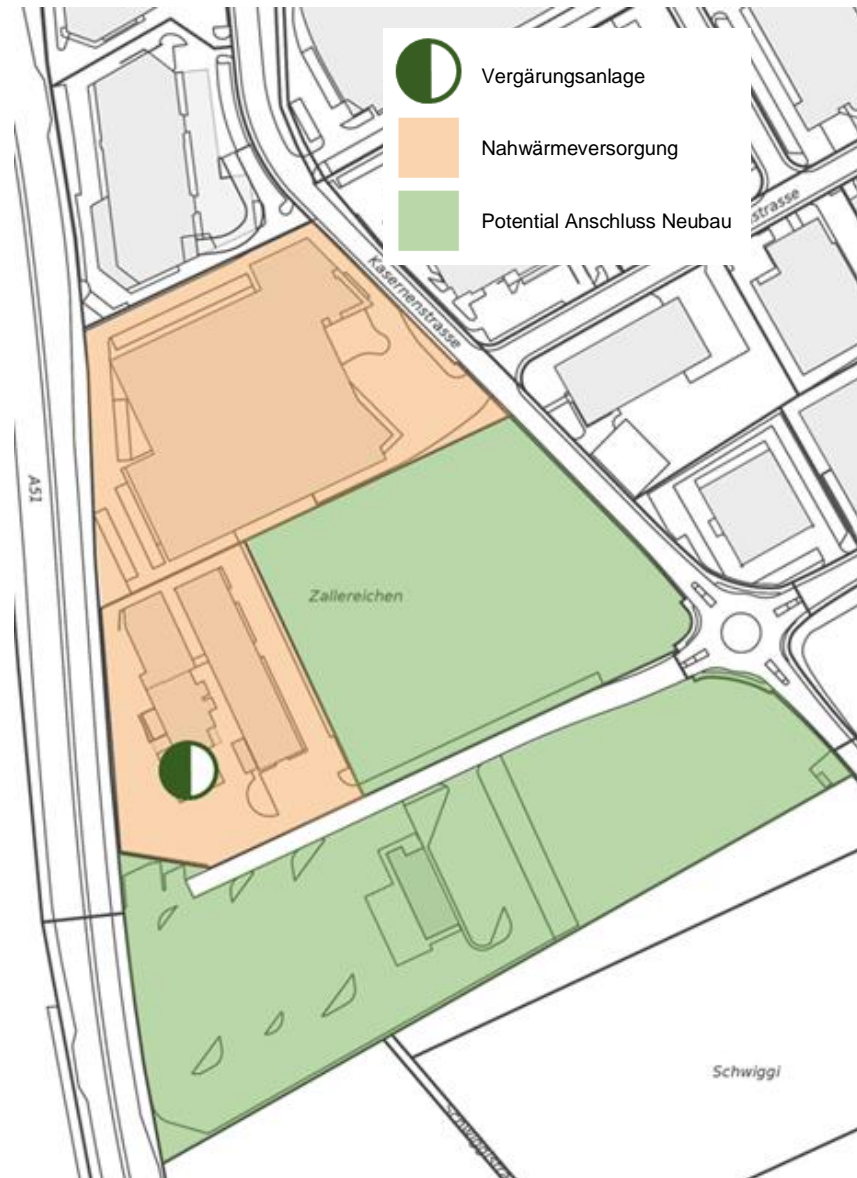 Vergärungsanlage
Nahwärmeversorgung
Potential Anschluss Neubau
strasse
Kasernenstrasse
A51
Zallereichen
Schwiggi